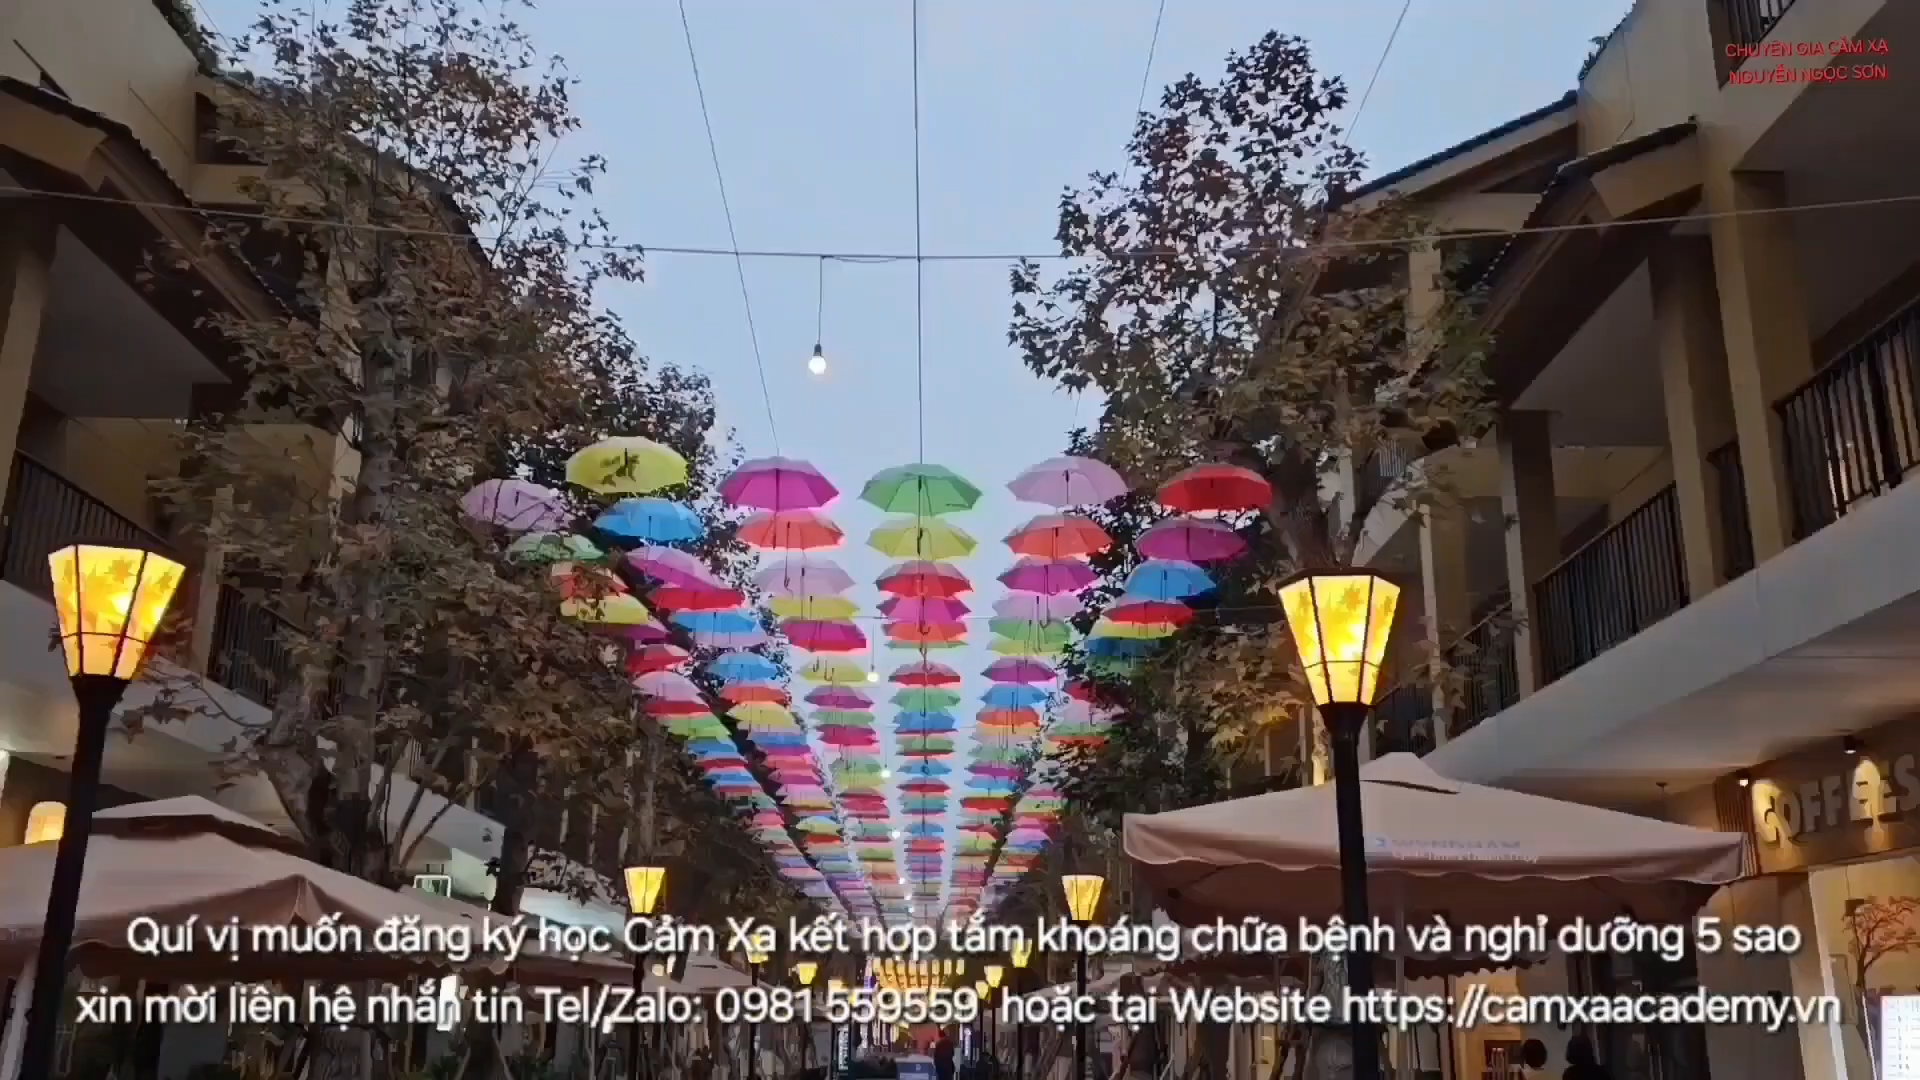 CHUYÊN GIA CẢM XẠ
NGUYỄN NGỌC SƠN
COFFEES
Quí vị muốn đăng ký học Cảm Xạ kết hợp tắm khoáng chữa bệnh và nghỉ dưỡng 5 sao
xin mời liên hệ nhắn tin Tel/Zalo: 0981 559559 hoặc tại Website https://camxaacademy.vn